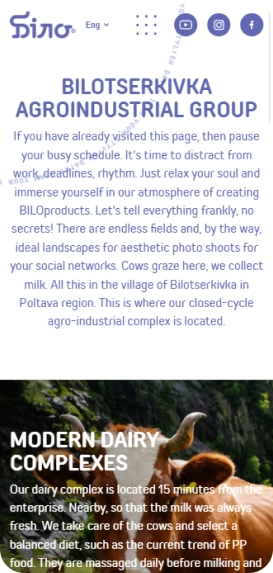 Біло®
Eng
BILOTSERKIVKA
AGROINDUSTRIAL GROUP
If you have already visited this page, then pause
your busy schedule. It's time to distract from
work, deadlines, rhythm. Just relax your soul and
immerse yourself in our atmosphere of creating
BILOproducts. Let's tell everything frankly, no
secrets! There are endless fields and, by the way,
ideal landscapes for aesthetic photo shoots for
your social networks. Cows graze here, we collect
milk. All this in the village of Bilotserkivka in
Poltava region. This is where our closed-cycle
agro-industrial complex is located.
MODERN DAIRY
COMPLEXES
Our dairy complex is located 15 minutes from the
enterprise. Nearby, so that the milk was always
fresh. We take care of the cows and select a
balanced diet, such as the current trend of PP
food. They are massaged daily before milking and